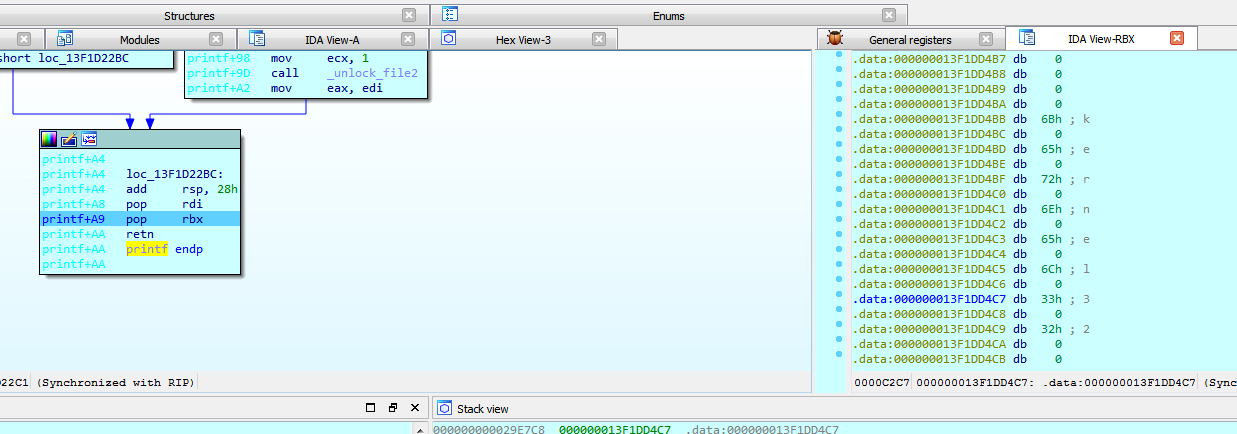 Structures
Enums
Modules
IDA View-A
Hex View-3
General registers
IDA View-RBX
short loc_13F1D22BC
printf+98 mov ecx, 1
printf+9D call _unlock_file2
printf+A2 mov eax, edi
printf+A4
printf+A4 loc_13F1D22BC:
printf+A4 add rsp, 28h
printf+A8 pop rdi
printf+A9 pop rbx
printf+AA retn
printf+AA printf endp
printf+AA
.data:000000013F1DD4B7 db 0
.data:000000013F1DD4B8 db 0
.data:000000013F1DD4B9 db 0
.data:000000013F1DD4BA db 0
.data:000000013F1DD4BB db 6Bh ; k
.data:000000013F1DD4BC db 0
.data:000000013F1DD4BD db 65h ; e
.data:000000013F1DD4BE db 0
.data:000000013F1DD4BF db 72h ; r
.data:000000013F1DD4C0 db 0
.data:000000013F1DD4C1 db 6Eh ; n
.data:000000013F1DD4C2 db 0
.data:000000013F1DD4C3 db 65h ; e
.data:000000013F1DD4C4 db 0
.data:000000013F1DD4C5 db 6Ch ; l
.data:000000013F1DD4C6 db 0
.data:000000013F1DD4C7 db 33h ; 3
.data:000000013F1DD4C8 db 0
.data:000000013F1DD4C9 db 32h ; 2
.data:000000013F1DD4CA db 0
.data:000000013F1DD4CB db 0
D22C1 (Synchronized with RIP)
0000C2C7 000000013F1DD4C7: .data:000000013F1DD4C7 (Sync
Stack view
000000000029E7C8 000000013F1DD4C7 .data:000000013F1DD4C7